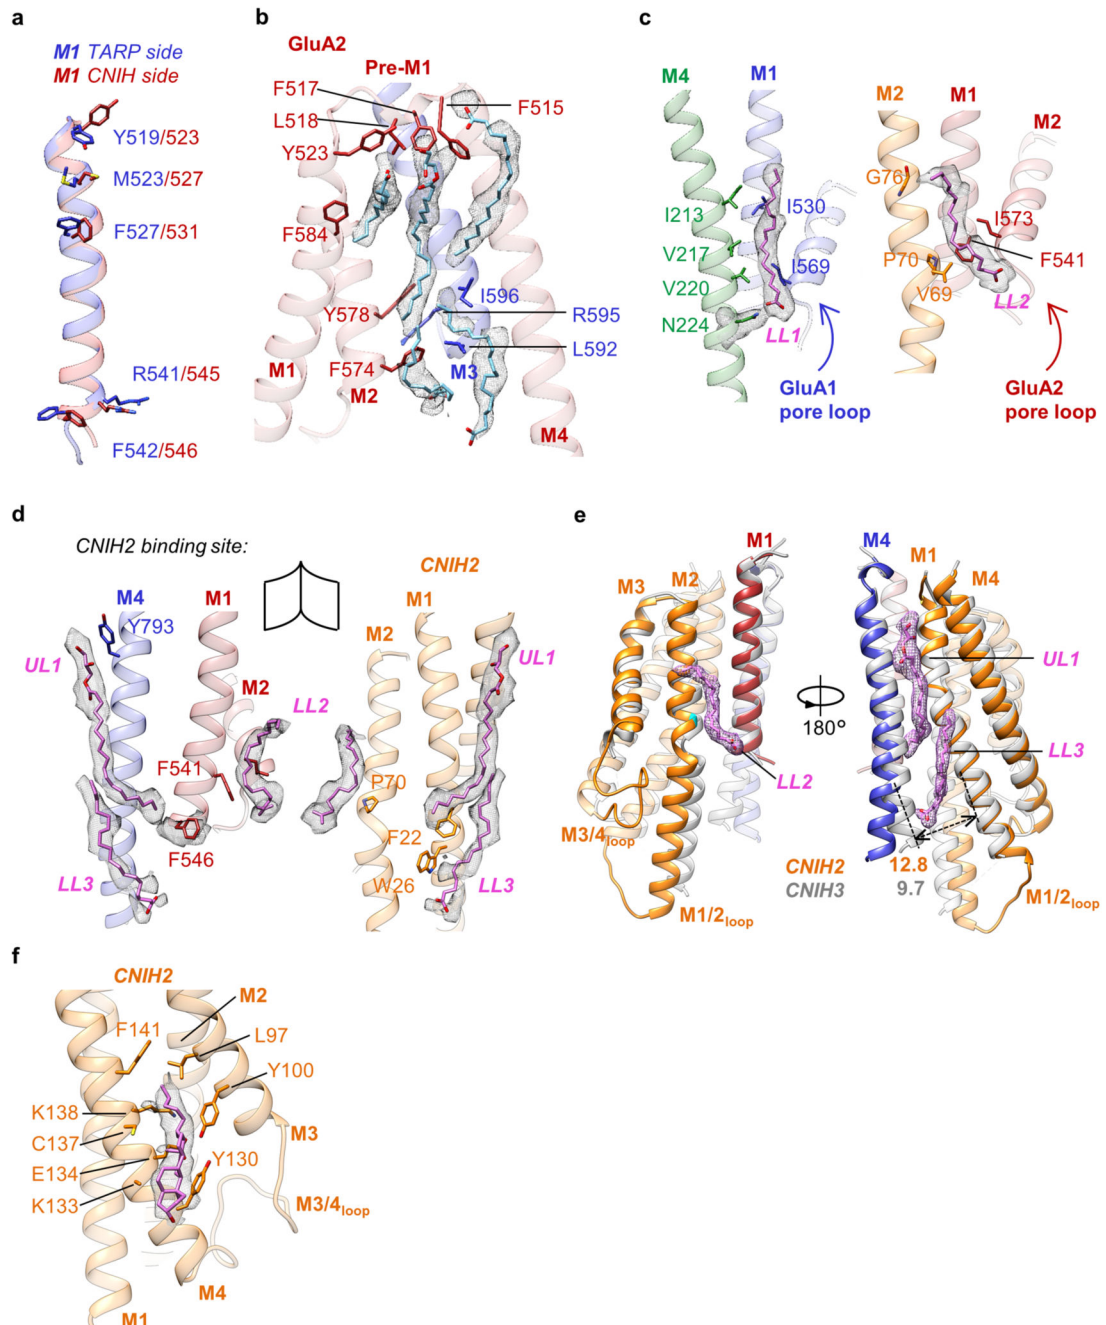 a
M1 TARP side
M1 CNIH side
Y519/523
M523/527
F527/531
R541/545
F542/546
b
GluA2
Pre-M1
F517
F515
L518
Y523
F584
I596
Y578
R595
F574
L592
M1
M2
M3
M4
c
M4
M1
I213
I530
V217
V220
I569
N224
LL1
GluA1
pore loop
M2
M1
M2
G76
I573
P70
F541
V69
LL2
GluA2
pore loop
d
CNIH2 binding site:
M4
Y793
M1
UL1
M2
LL2
F541
F546
LL3
CNIH2
M1
M2
UL1
P70
F22
W26
LL3
e
M3
M2
M1
LL2
M3/4loop
M1/2loop
180°
M4
M1
M4
UL1
LL3
CNIH2 12.8
CNIH3 9.7
M1/2loop
f
CNIH2
M2
F141
L97
Y100
K138
C137
M3
E134
Y130
K133
M3/4loop
M4
M1